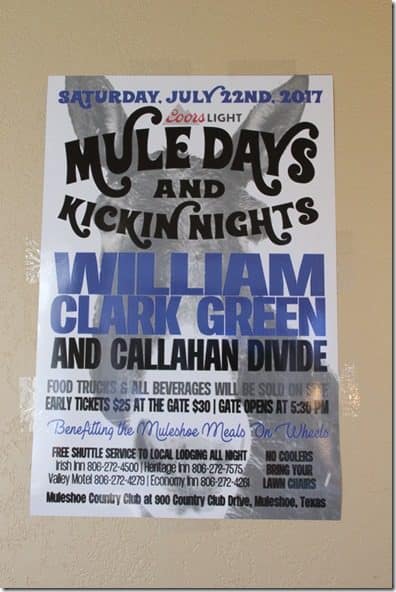 SATURDAY, JULY 22ND, 2017
Coors LIGHT
MULE DAYS
AND
KICKIN NIGHTS
WILLIAM
CLARK GREEN
AND CALLAHAN DIVIDE
FOOD TRUCKS & ALL BEVERAGES WILL BE SOLD ON SITE
EARLY TICKETS $25 AT THE GATE $30 | GATE OPENS AT 5:30 PM
Benefitting the Muleshoe Meals On Wheels
FREE SHUTTLE SERVICE TO LOCAL LODGING ALL NIGHT
Irish Inn 806-272-4500 | Heritage Inn 806-272-7575
Valley Motel 806-272-4279 | Economy Inn 806-272-4261
NO COOLERS
BRING YOUR
LAWN CHAIRS
Muleshoe Country Club at 900 Country Club Drive, Muleshoe, Texas